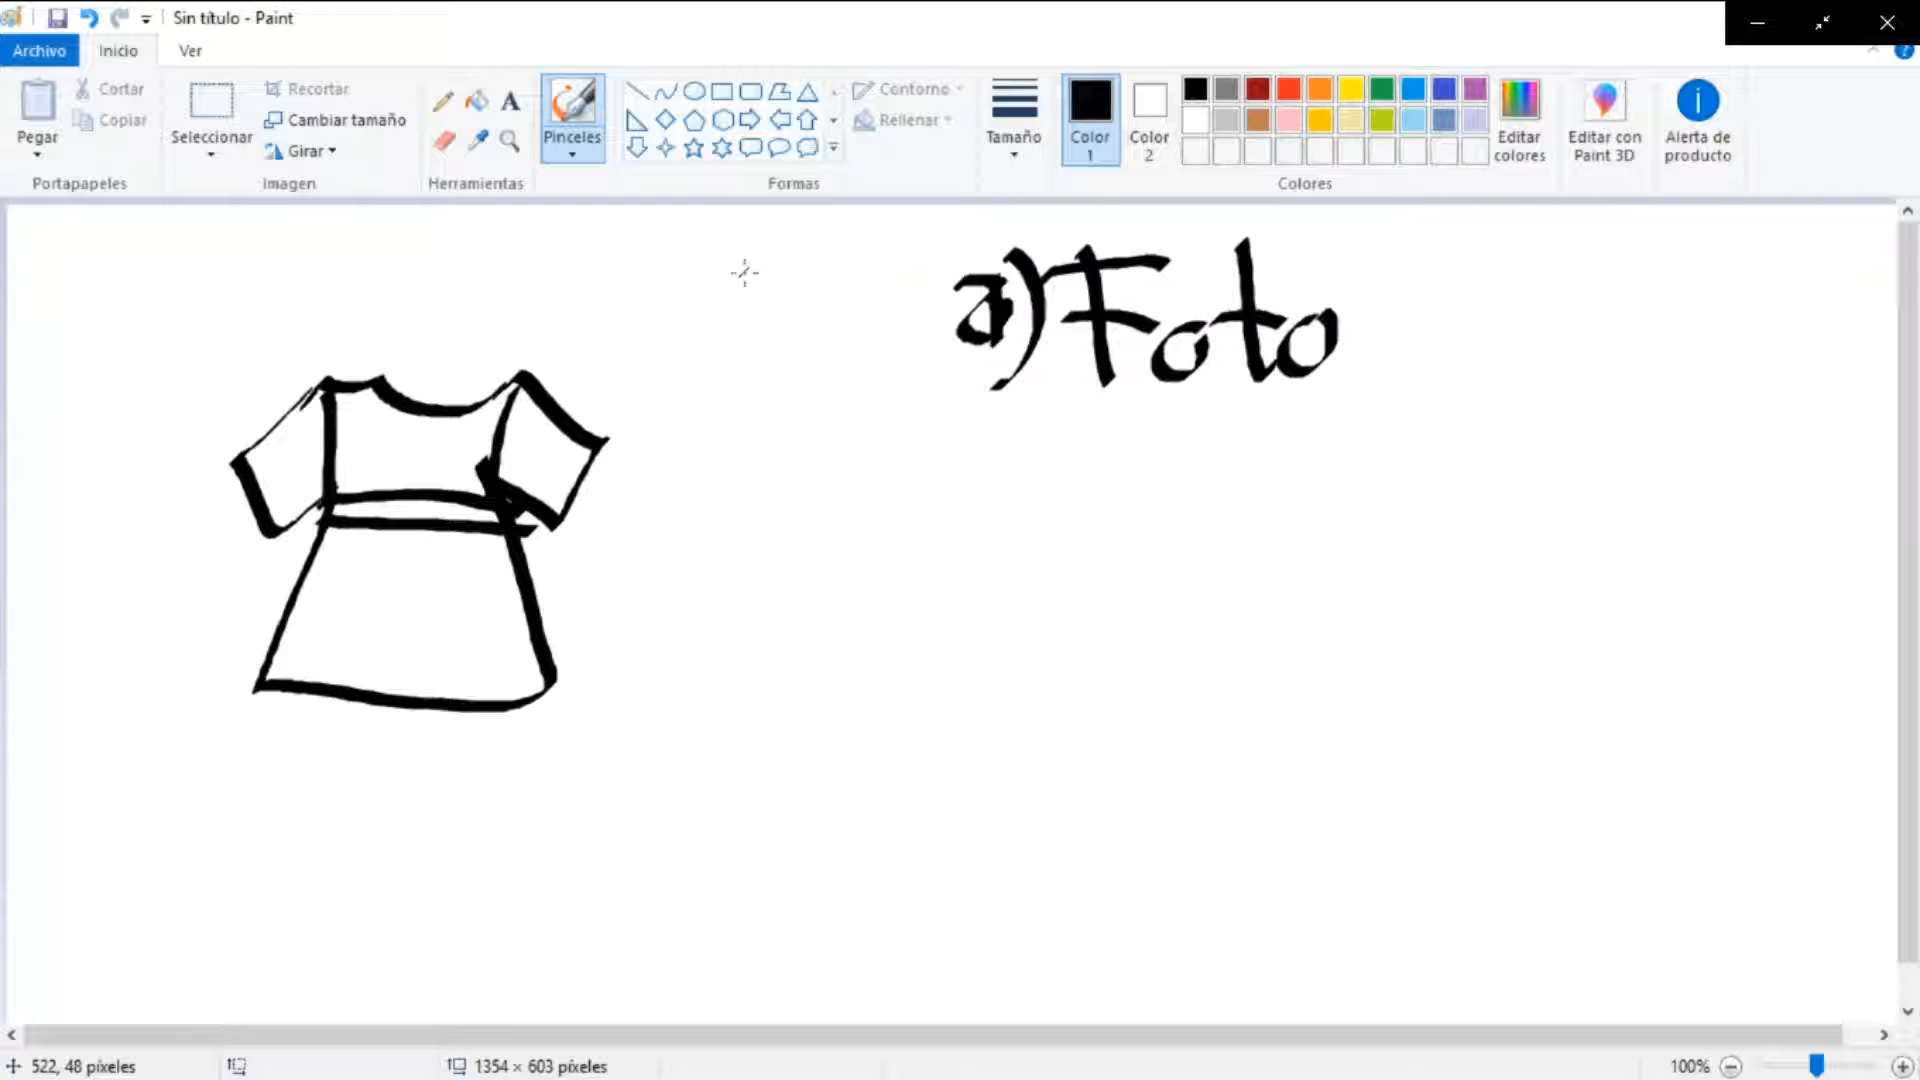 Sin título - Paint
Archivo Inicio Ver
Pegar
Cortar
Copiar
Portapapeles
Seleccionar
Recortar
Cambiar tamaño
Girar
Imagen
A
Herramientas
Pinceles
Contorno
Rellenar
Formas
Tamaño
Color 1
Color 2
Colores
Editar colores
Editar con Paint 3D
Alerta de producto
a) Foto
522, 48 píxeles
1354 × 603 píxeles
100%